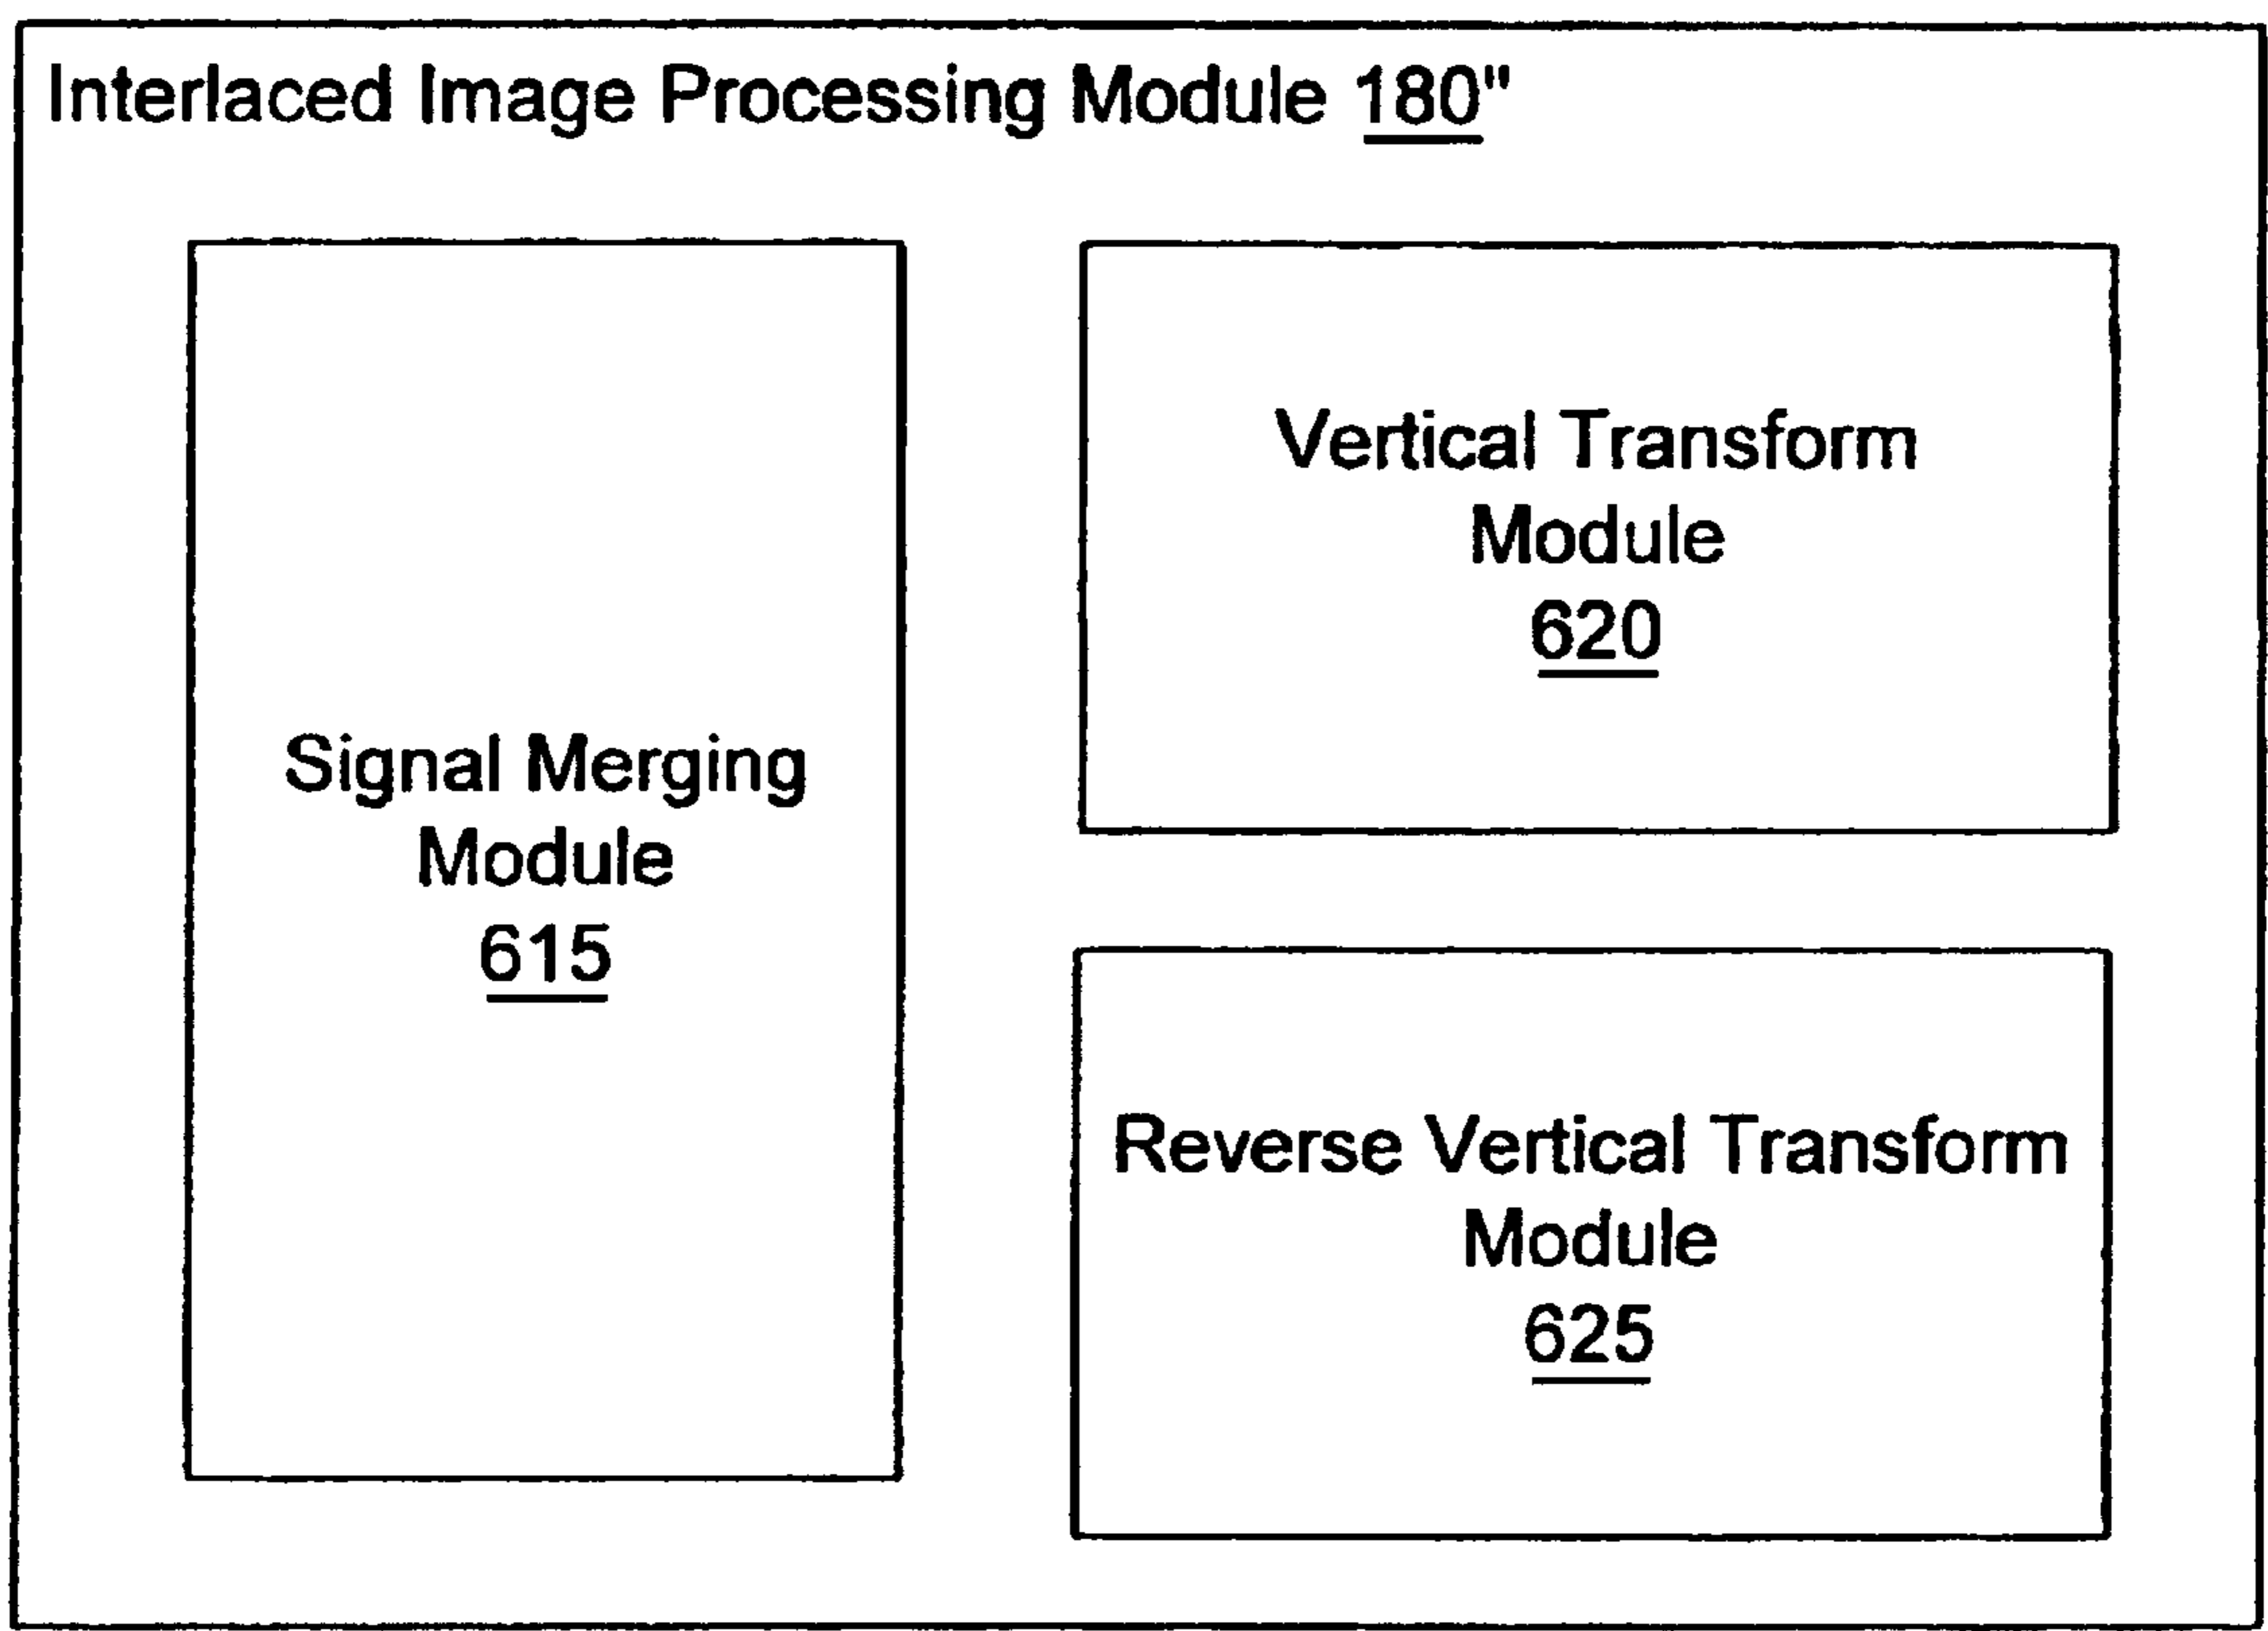 Interlaced Image Processing Module 180"
Signal Merging
Module
615
Vertical Transform
Module
620
Reverse Vertical Transform
Module
625